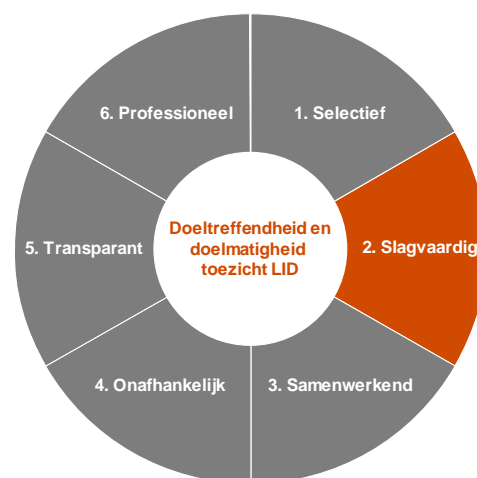 6. Professioneel
1. Selectief
Doeltreffendheid en
doelmatigheid
toezicht LID
5. Transparant
2. Slagvaardig
4. Onafhankelijk
3. Samenwerkend